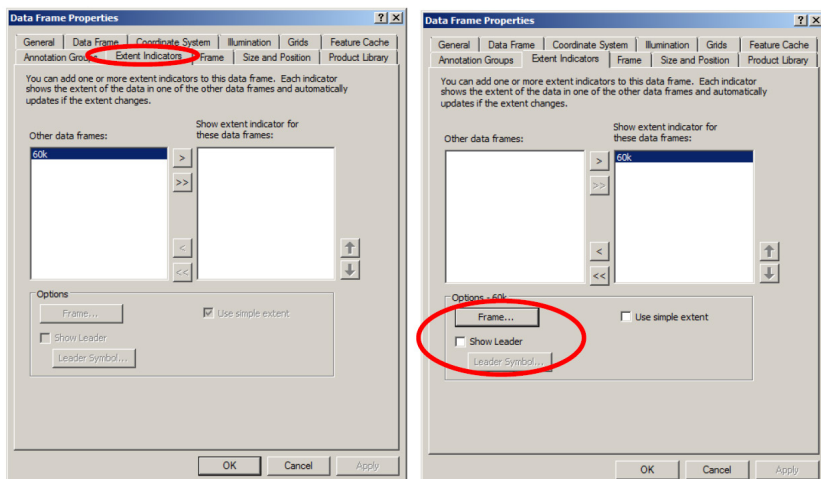 Data Frame Properties
General Data Frame Coordinate System Illumination Grids Feature Cache
Annotation Groups Extent Indicators Frame Size and Position Product Library
You can add one or more extent indicators to this data frame. Each indicator
shows the extent of the data in one of the other data frames and automatically
updates if the extent changes.
Show extent indicator for
Other data frames: these data frames:
60k
>
>>
<
<<
Options
Frame... Use simple extent
Show Leader
Leader Symbol...
OK Cancel Apply
Data Frame Properties
General Data Frame Coordinate System Illumination Grids Feature Cache
Annotation Groups Extent Indicators Frame Size and Position Product Library
You can add one or more extent indicators to this data frame. Each indicator
shows the extent of the data in one of the other data frames and automatically
updates if the extent changes.
Show extent indicator for
Other data frames: these data frames:
60k
>
>>
<
<<
Options - 60k
Frame... Use simple extent
Show Leader
Leader Symbol...
OK Cancel Apply